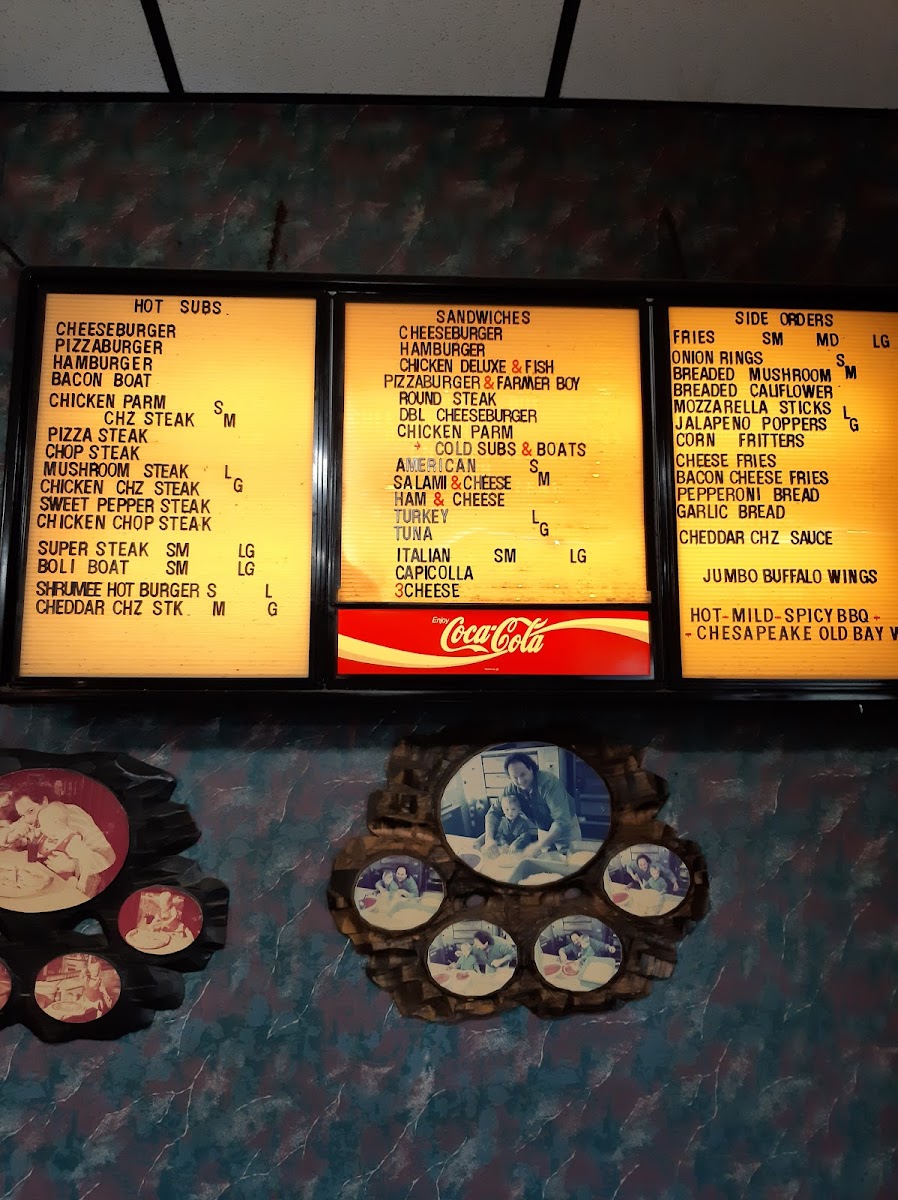 HOT SUBS
CHEESEBURGER
PIZZABURGER
HAMBURGER
BACON BOAT
CHICKEN PARM S
CHZ STEAK M
PIZZA STEAK
CHOP STEAK
MUSHROOM STEAK L
CHICKEN CHZ STEAK G
SWEET PEPPER STEAK
CHICKEN CHOP STEAK
SUPER STEAK SM LG
BOLI BOAT SM LG
SHRUMEE HOT BURGER S L
CHEDDAR CHZ STK M G
SANDWICHES
CHEESEBURGER
HAMBURGER
CHICKEN DELUXE & FISH
PIZZABURGER & FARMER BOY
ROUND STEAK
DBL CHEESEBURGER
CHICKEN PARM
COLD SUBS & BOATS
AMERICAN S
SALAMI & CHEESE M
HAM & CHEESE
TURKEY L
TUNA G
ITALIAN SM LG
CAPICOLLA
3CHEESE
Enjoy
Coca-Cola
SIDE ORDERS
FRIES SM MD LG
ONION RINGS S
BREADED MUSHROOM M
BREADED CALIFLOWER
MOZZARELLA STICKS L
JALAPENO POPPERS G
CORN FRITTERS
CHEESE FRIES
BACON CHEESE FRIES
PEPPERONI BREAD
GARLIC BREAD
CHEDDAR CHZ SAUCE
JUMBO BUFFALO WINGS
HOT-MILD-SPICY BBQ -
- CHESAPEAKE OLD BAY W